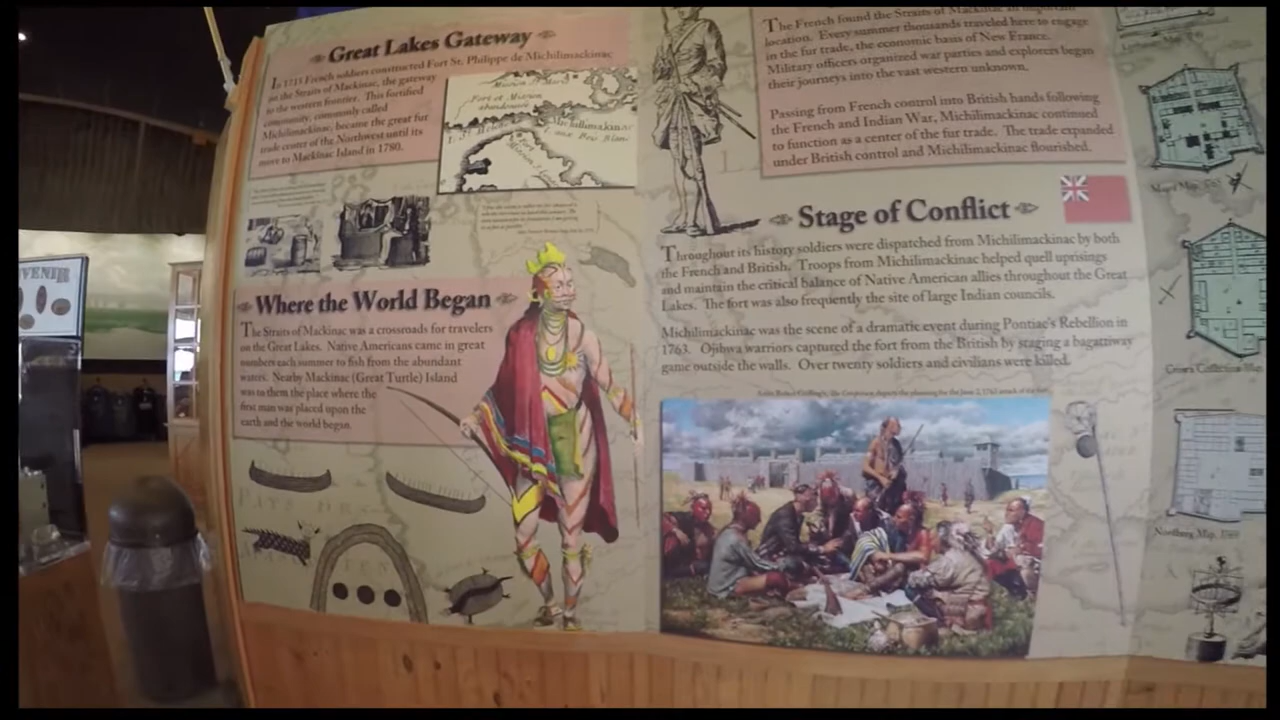 Great Lakes Gateway
In 1715 French soldiers constructed Fort St. Philippe de Michilimackinac
on the Straits of Mackinac, the gateway
to the western frontier. This fortified
community, commonly called
Michilimackinac, became the great fur
trade center of the Northwest until its
move to Mackinac Island in 1780.
Fort et Mission
abandonnée
Where the World Began
The Straits of Mackinac was a crossroads for travelers
on the Great Lakes. Native Americans came in great
numbers each summer to fish from the abundant
waters. Nearby Mackinac (Great Turtle) Island
was to them the place where the
first man was placed upon the
earth and the world began.
The French found the Straits of Mackinac an important
location. Every summer thousands traveled here to engage
in the fur trade, the economic basis of New France.
Military officers organized war parties and explorers began
their journeys into the vast western unknown.
Passing from French control into British hands following
the French and Indian War, Michilimackinac continued
to function as a center of the fur trade. The trade expanded
under British control and Michilimackinac flourished.
Stage of Conflict
Throughout its history soldiers were dispatched from Michilimackinac by both
the French and British. Troops from Michilimackinac helped quell uprisings
and maintain the critical balance of Native American allies throughout the Great
Lakes. The fort was also frequently the site of large Indian councils.
Michilimackinac was the scene of a dramatic event during Pontiac's Rebellion in
1763. Ojibwa warriors captured the fort from the British by staging a bagattiway
game outside the walls. Over twenty soldiers and civilians were killed.
VENIR